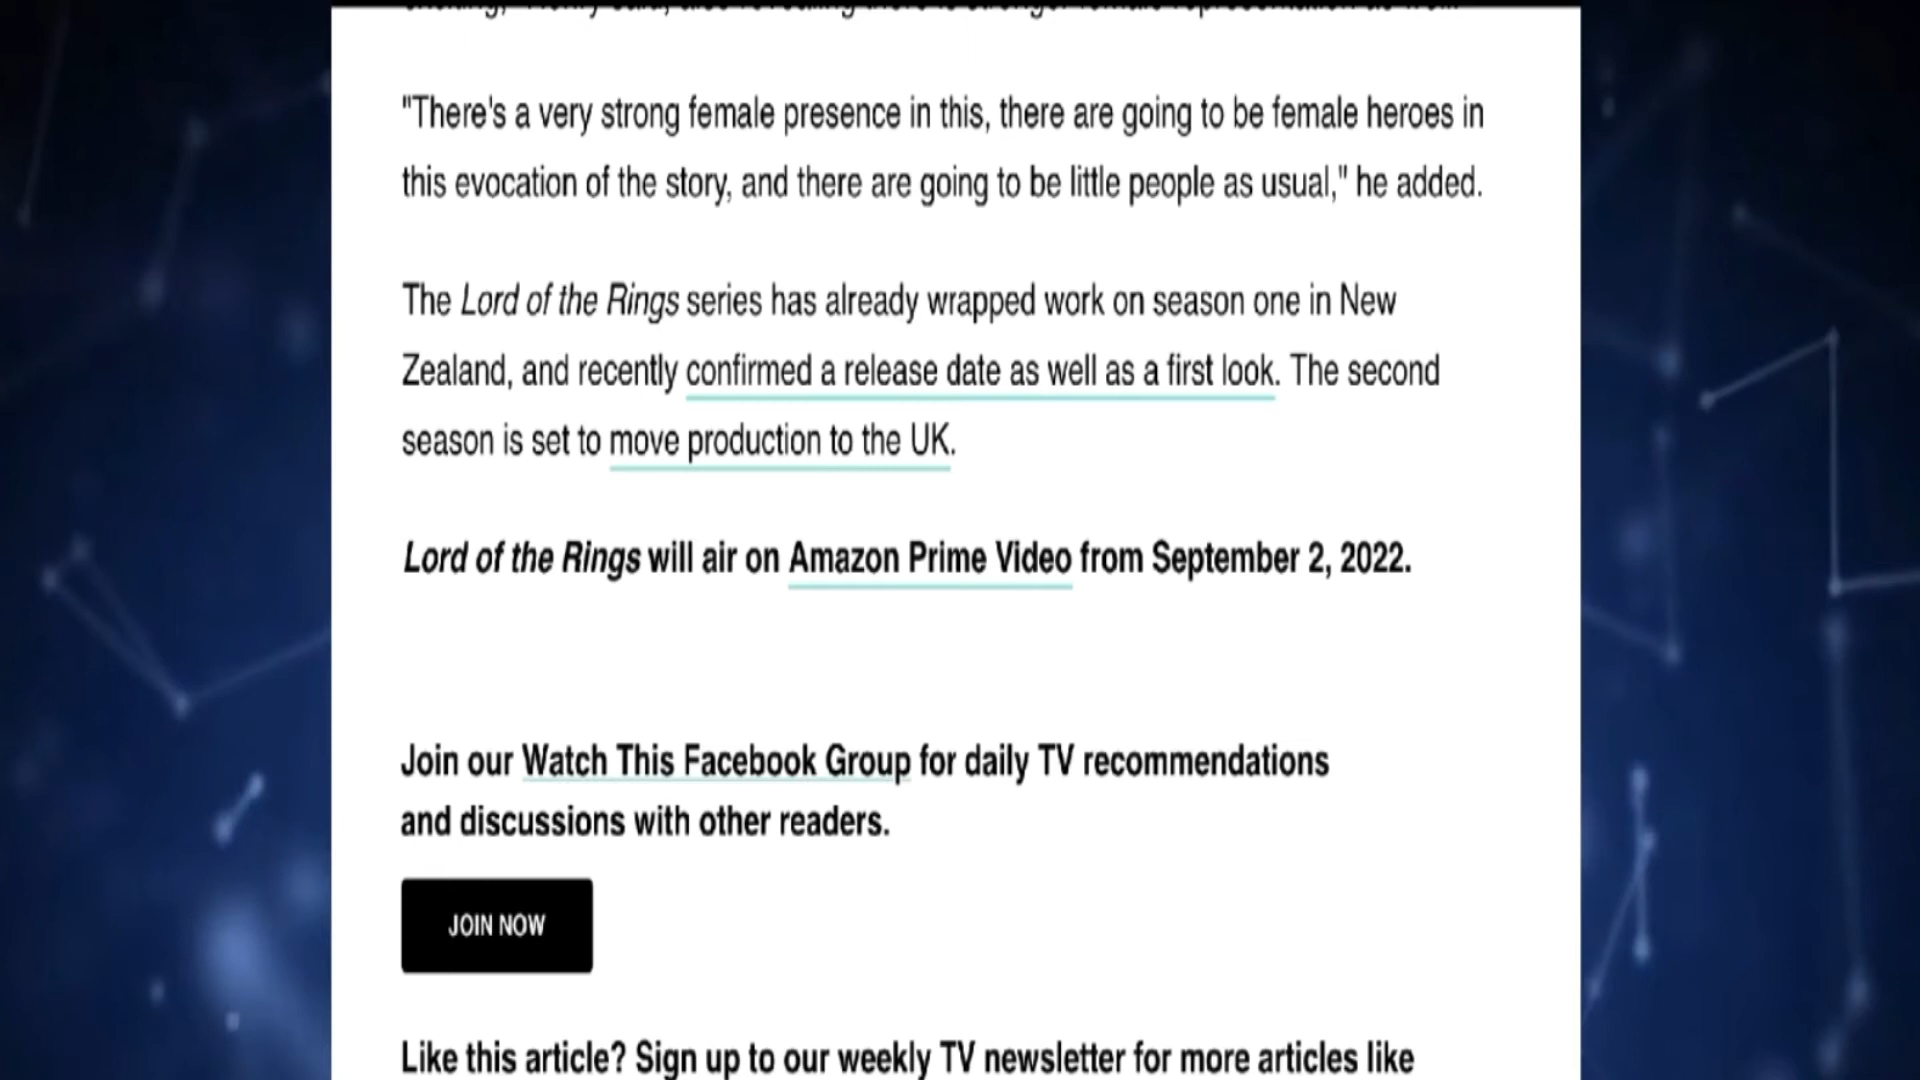 "There's a very strong female presence in this, there are going to be female heroes in
this evocation of the story, and there are going to be little people as usual," he added.
The Lord of the Rings series has already wrapped work on season one in New
Zealand, and recently confirmed a release date as well as a first look. The second
season is set to move production to the UK.
Lord of the Rings will air on Amazon Prime Video from September 2, 2022.
Join our Watch This Facebook Group for daily TV recommendations
and discussions with other readers.
JOIN NOW
Like this article? Sign up to our weekly TV newsletter for more articles like